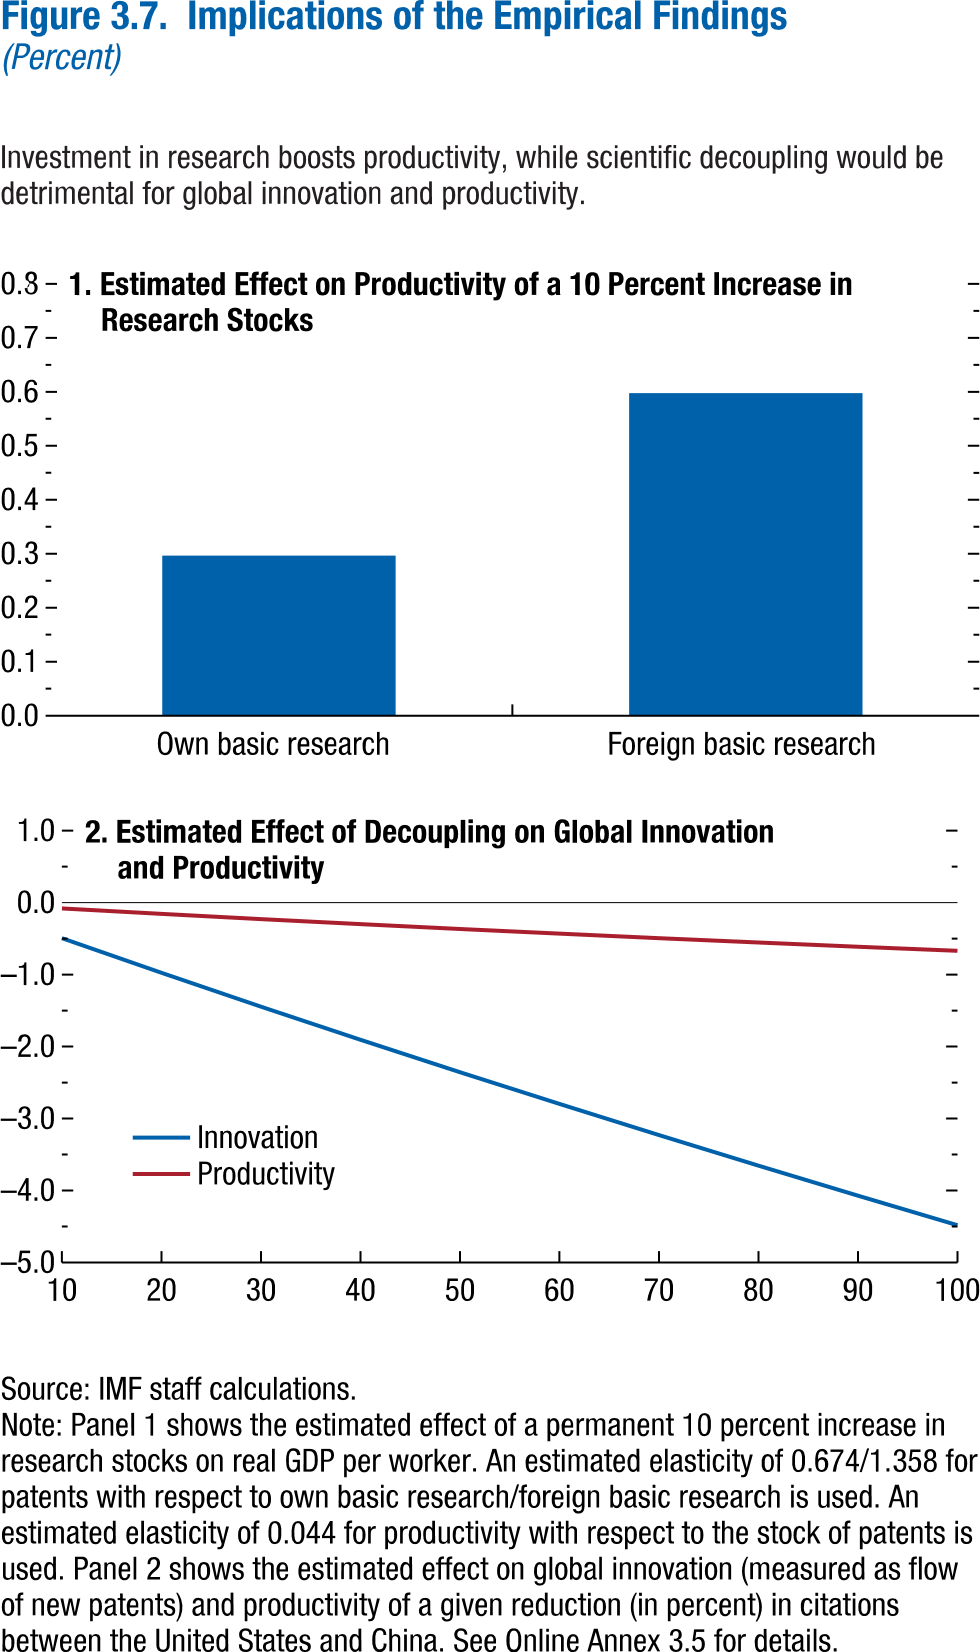 Figure 3.7.  Implications of the Empirical Findings
(Percent)
Investment in research boosts productivity, while scientific decoupling would be
detrimental for global innovation and productivity.
1. Estimated Effect on Productivity of a 10 Percent Increase in
Research Stocks
0.8
0.7
0.6
0.5
0.4
0.3
0.2
0.1
0.0
Own basic research
Foreign basic research
2. Estimated Effect of Decoupling on Global Innovation
and Productivity
1.0
0.0
–1.0
–2.0
–3.0
–4.0
–5.0
Innovation
Productivity
10 20 30 40 50 60 70 80 90 100
Source: IMF staff calculations.
Note: Panel 1 shows the estimated effect of a permanent 10 percent increase in
research stocks on real GDP per worker. An estimated elasticity of 0.674/1.358 for
patents with respect to own basic research/foreign basic research is used. An
estimated elasticity of 0.044 for productivity with respect to the stock of patents is
used. Panel 2 shows the estimated effect on global innovation (measured as flow
of new patents) and productivity of a given reduction (in percent) in citations
between the United States and China. See Online Annex 3.5 for details.